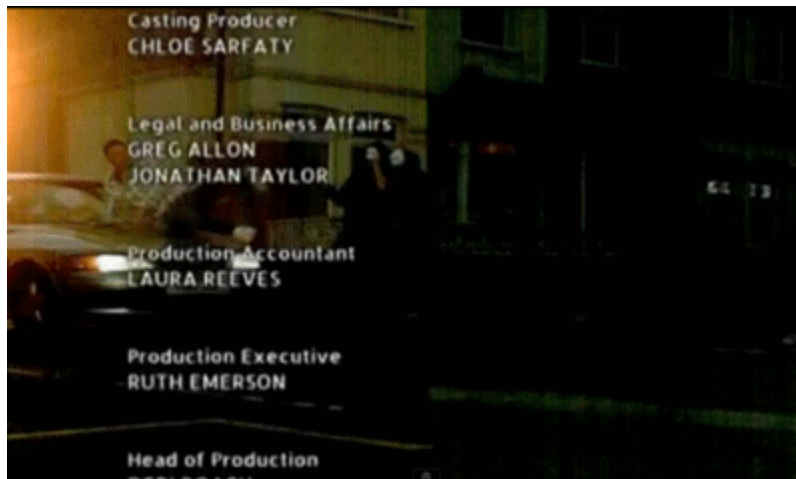 Casting Producer
CHLOE SARFATY
Legal and Business Affairs
GREG ALLON
JONATHAN TAYLOR
Production Accountant
LAURA REEVES
Production Executive
RUTH EMERSON
Head of Production